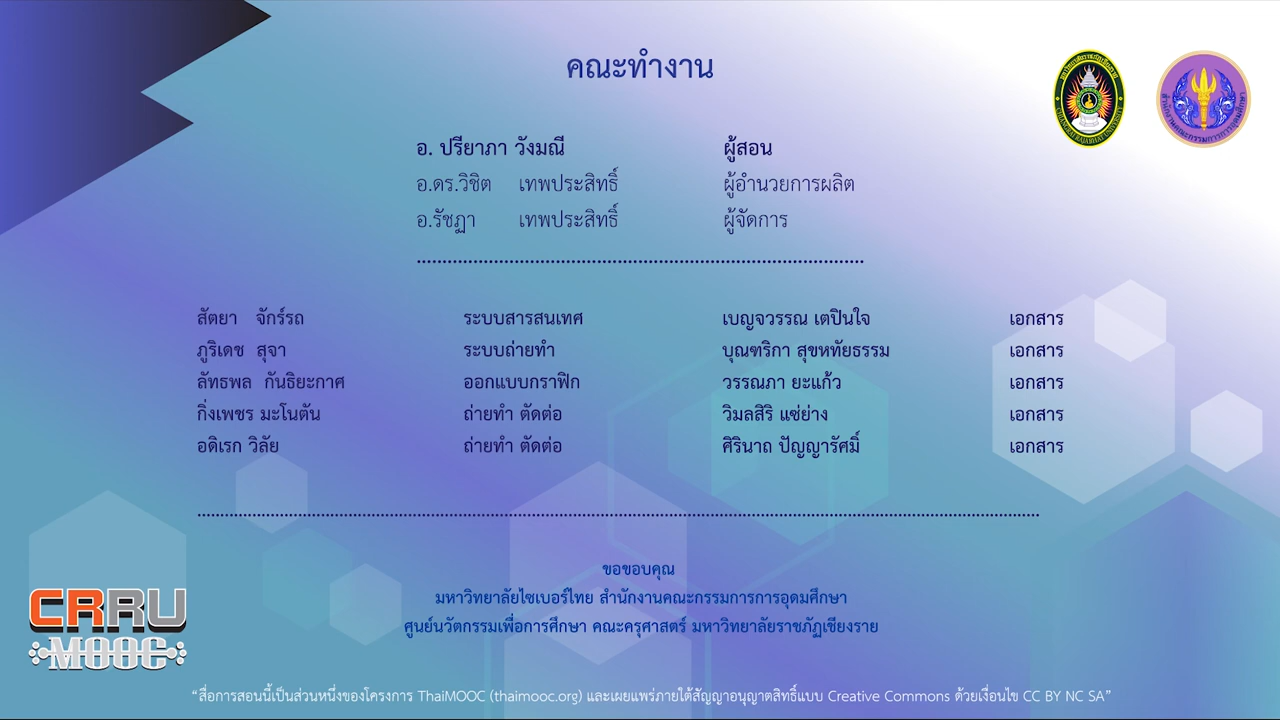 คณะทำงาน
อ. ปรียาภา วังมณี ผู้สอน
อ.ดร.วิชิต เทพประสิทธิ์ ผู้อำนวยการผลิต
อ.รัชฏา เทพประสิทธิ์ ผู้จัดการ
สัตยา จักร์รถ ระบบสารสนเทศ เบญจวรรณ เตปินใจ เอกสาร
ภูริเดช สุจา ระบบถ่ายทำ บุณฑริกา สุขหทัยธรรม เอกสาร
ลัทธพล กันธิยะกาศ ออกแบบกราฟิก วรรณภา ยะแก้ว เอกสาร
กิ่งเพชร มะโนตัน ถ่ายทำ ตัดต่อ วิมลสิริ แซ่ย่าง เอกสาร
อดิเรก วิลัย ถ่ายทำ ตัดต่อ ศิรินาถ ปัญญารัศมิ์ เอกสาร
ขอขอบคุณ
มหาวิทยาลัยไซเบอร์ไทย สำนักงานคณะกรรมการการอุดมศึกษา
ศูนย์นวัตกรรมเพื่อการศึกษา คณะครุศาสตร์ มหาวิทยาลัยราชภัฏเชียงราย
CRRU
MOOC
“สื่อการสอนนี้เป็นส่วนหนึ่งของโครงการ ThaiMOOC (thaimooc.org) และเผยแพร่ภายใต้สัญญาอนุญาตสิทธิ์แบบ Creative Commons ด้วยเงื่อนไข CC BY NC SA”